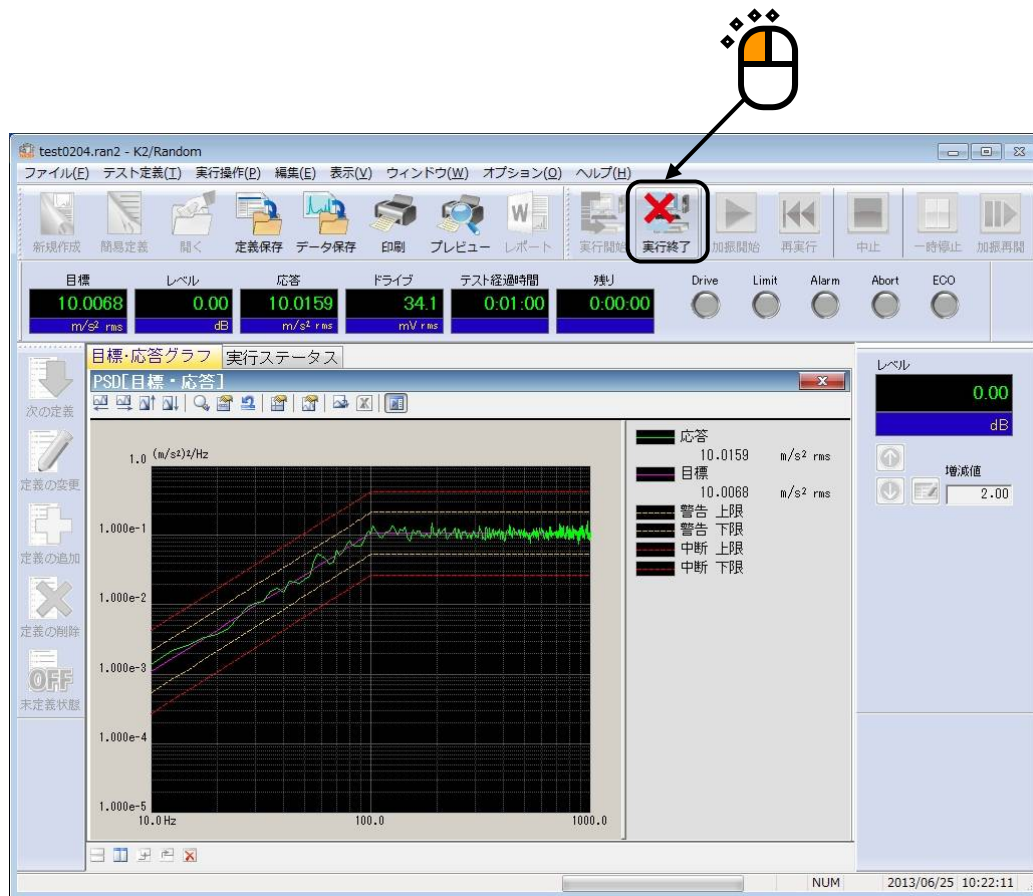 test0204.ran2 - K2/Random
ファイル(F) テスト定義(T) 実行操作(P) 編集(E) 表示(V) ウィンドウ(W) オプション(O) ヘルプ(H)
新規作成 簡易定義 開く 定義保存 データ保存 印刷 プレビュー レポート 実行開始 実行終了 加振開始 再実行 中止 一時停止 加振再開
W
目標 レベル 応答 ドライブ テスト経過時間 残り Drive Limit Alarm Abort ECO
10.0068 0.00 10.0159 34.1 0:01:00 0:00:00
m/s² rms dB m/s² rms mV rms
目標・応答グラフ 実行ステータス
PSD[目標・応答]
次の定義
定義の変更
定義の追加
定義の削除
OFF
未定義状態
(m/s²)²/Hz
1.0
1.000e-1
1.000e-2
1.000e-3
1.000e-4
1.000e-5
10.0Hz 100.0 1000.0
応答
10.0159 m/s² rms
目標
10.0068 m/s² rms
警告 上限
警告 下限
中断 上限
中断 下限
レベル
0.00
dB
増減値
2.00
NUM 2013/06/25 10:22:11